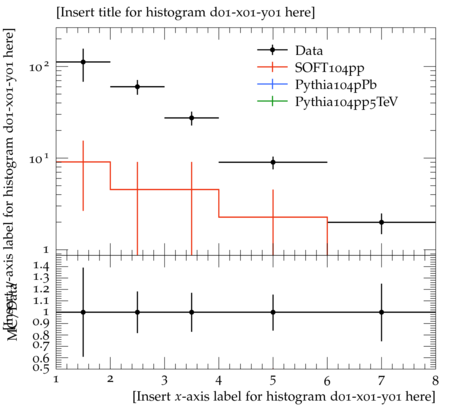 [Insert title for histogram d01-x01-y01 here]
[Insert y-axis label for histogram d01-x01-y01 here]
10²
10¹
1
Data
SOFT104pp
Pythia104pPb
Pythia104pp5TeV
MC/Data
1.4
1.3
1.2
1.1
1
0.9
0.8
0.7
0.6
0.5
1 2 3 4 5 6 7 8
[Insert x-axis label for histogram d01-x01-y01 here]